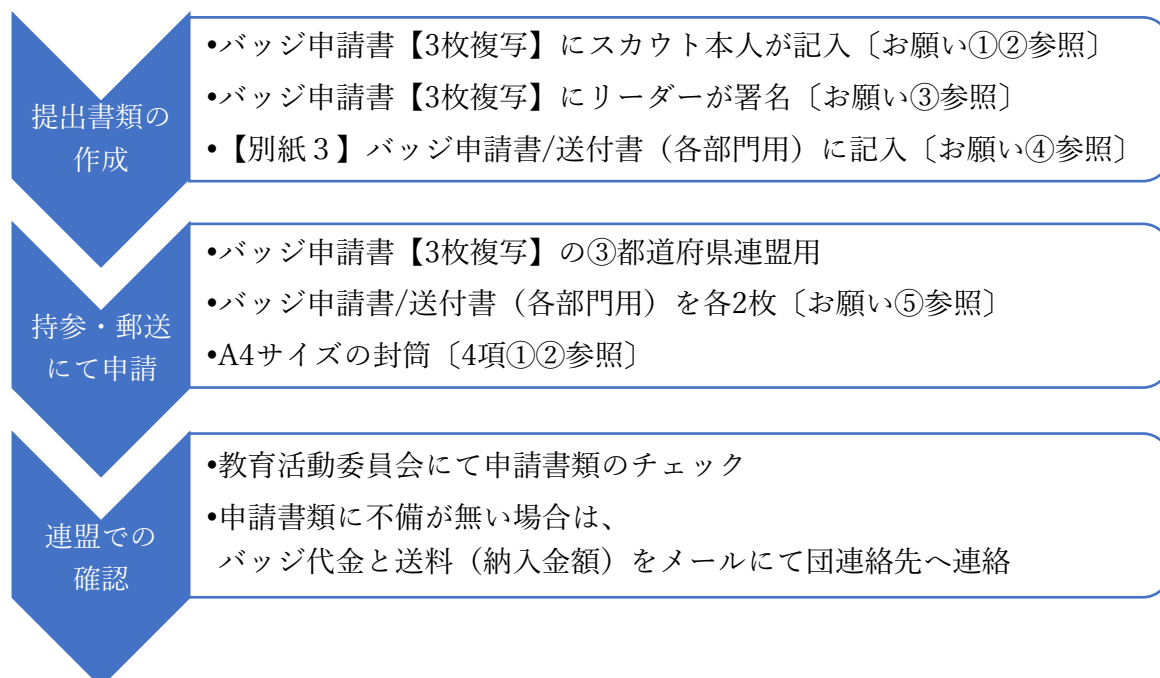 提出書類の
作成
•バッジ申請書【3枚複写】にスカウト本人が記入〔お願い①②参照〕
•バッジ申請書【3枚複写】にリーダーが署名〔お願い③参照〕
•【別紙３】バッジ申請書/送付書（各部門用）に記入〔お願い④参照〕
持参・郵送
にて申請
•バッジ申請書【3枚複写】の③都道府県連盟用
•バッジ申請書/送付書（各部門用）を各2枚〔お願い⑤参照〕
•A4サイズの封筒〔4項①②参照〕
連盟での
確認
•教育活動委員会にて申請書類のチェック
•申請書類に不備が無い場合は、
バッジ代金と送料（納入金額）をメールにて団連絡先へ連絡